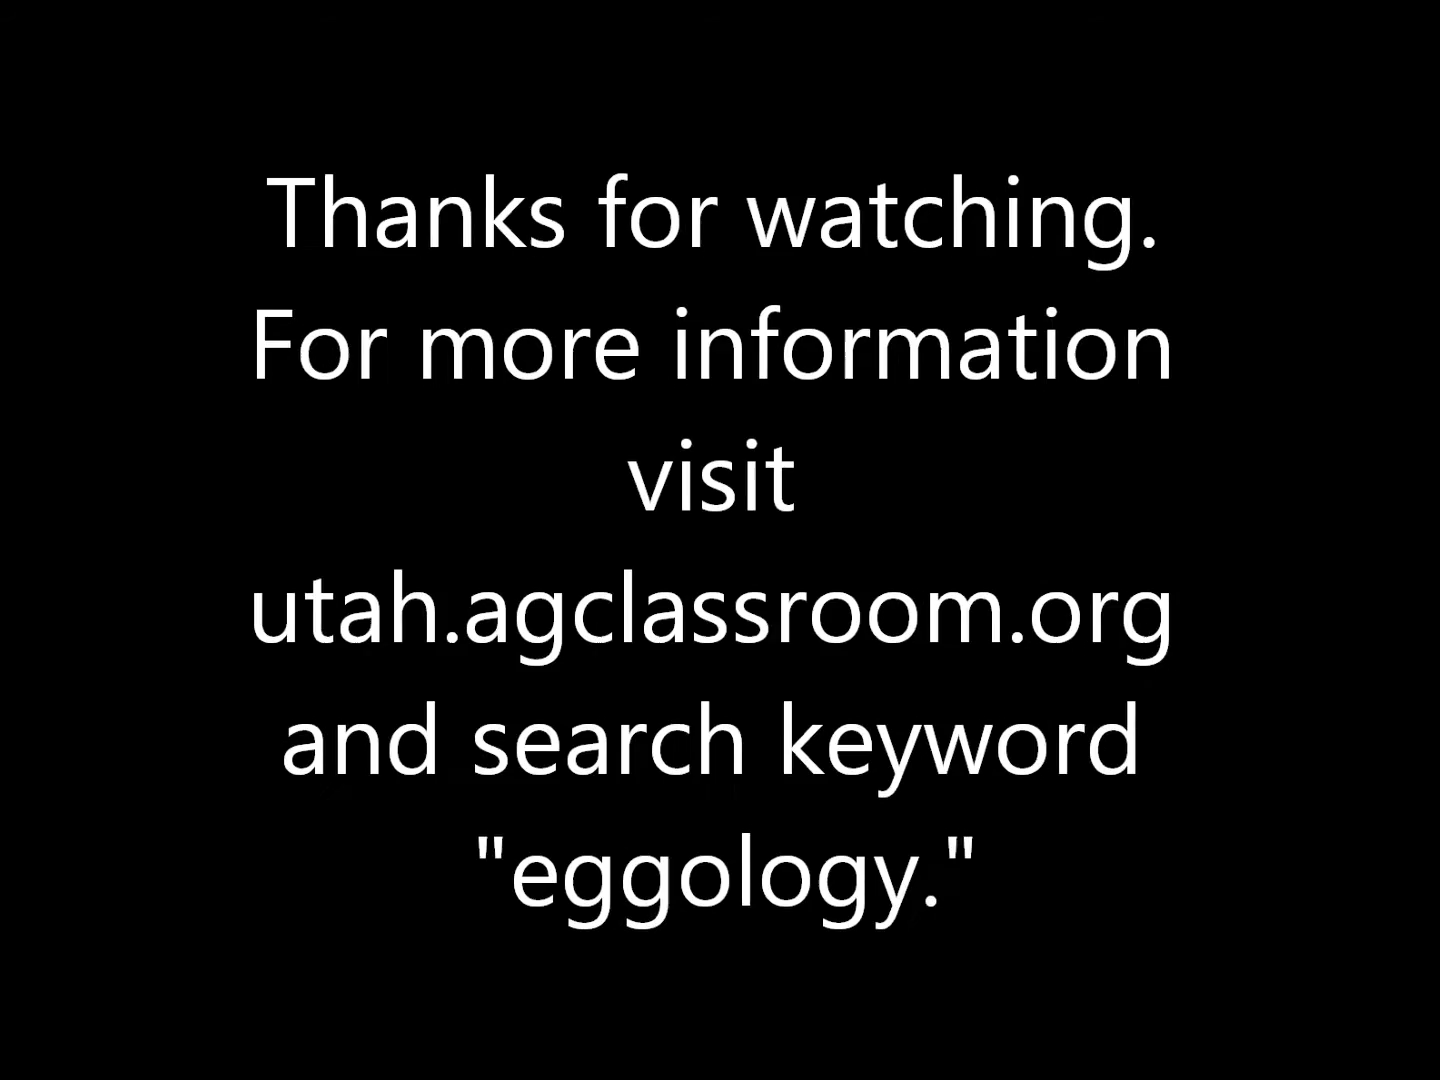 Thanks for watching.
For more information
visit
utah.agclassroom.org
and search keyword
"eggology."